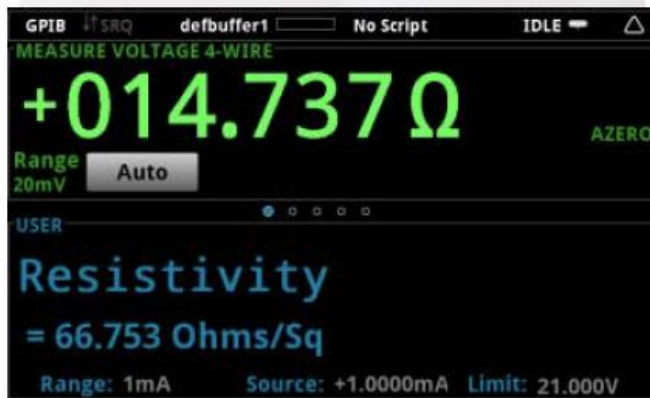 GPIB ↓↑SRQ defbuffer1 No Script IDLE
MEASURE VOLTAGE 4-WIRE
+014.737 Ω
AZERO
Range
20mV Auto
USER
Resistivity
= 66.753 Ohms/Sq
Range: 1mA Source: +1.0000mA Limit: 21.000V